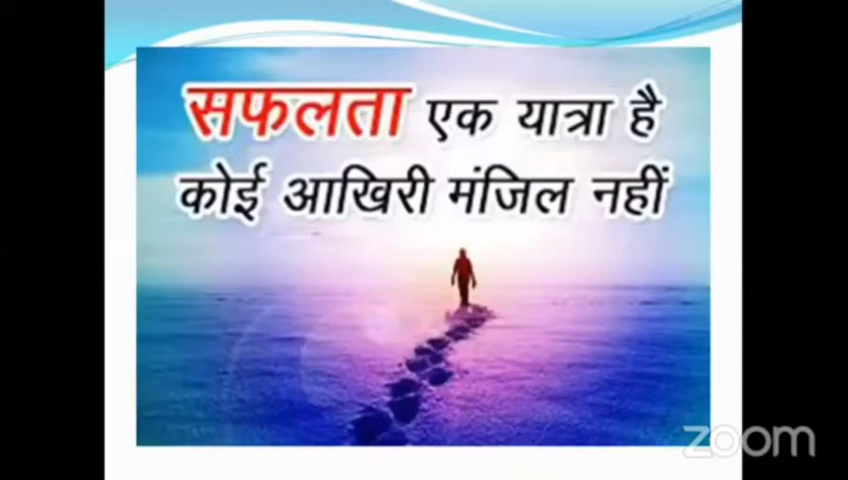 सफलता एक यात्रा है
कोई आखिरी मंजिल नहीं
zoom